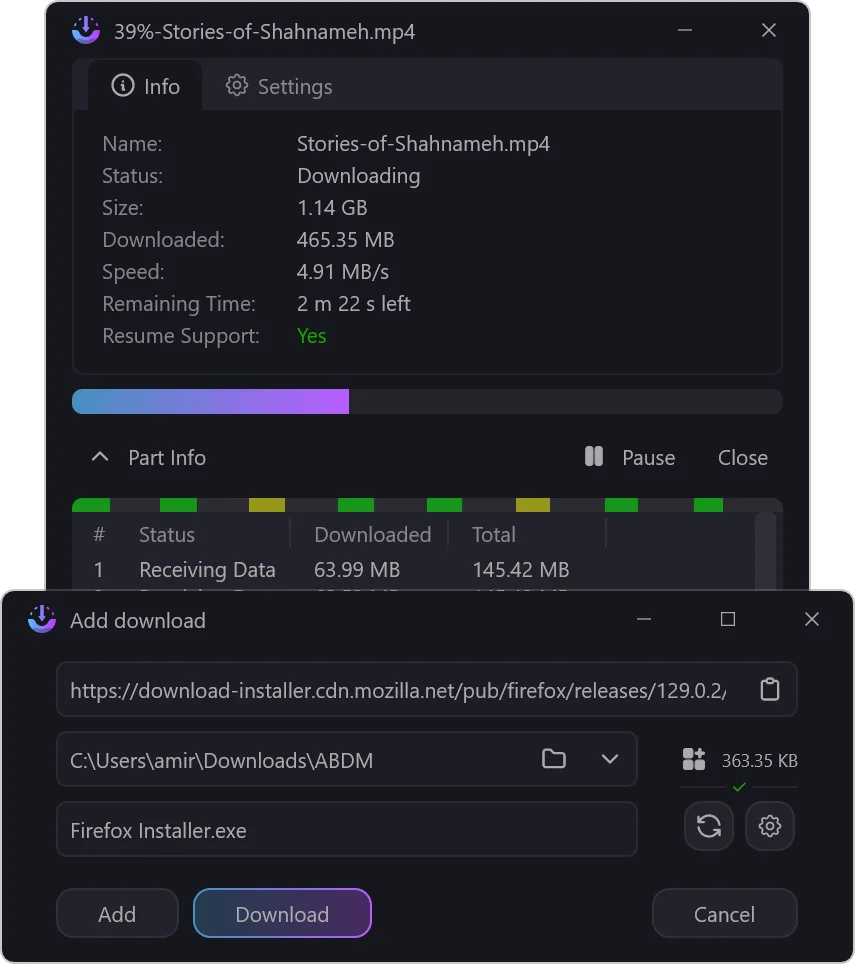 39%-Stories-of-Shahnameh.mp4
Info Settings
Name: Stories-of-Shahnameh.mp4
Status: Downloading
Size: 1.14 GB
Downloaded: 465.35 MB
Speed: 4.91 MB/s
Remaining Time: 2 m 22 s left
Resume Support: Yes
Part Info Pause Close
# Status Downloaded Total
1 Receiving Data 63.99 MB 145.42 MB
Add download
https://download-installer.cdn.mozilla.net/pub/firefox/releases/129.0.2/
C:\Users\amir\Downloads\ABDM 363.35 KB
Firefox Installer.exe
Add Download Cancel